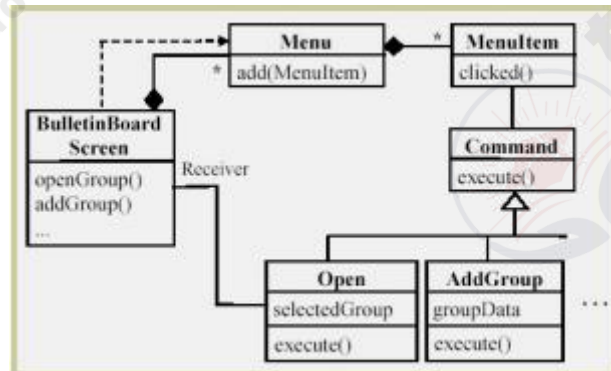 Menu
add(MenuItem)
*
*
MenuItem
clicked()
BulletinBoard
Screen
openGroup()
addGroup()
...
Receiver
Command
execute()
Open
selectedGroup
execute()
AddGroup
groupData
execute()
...